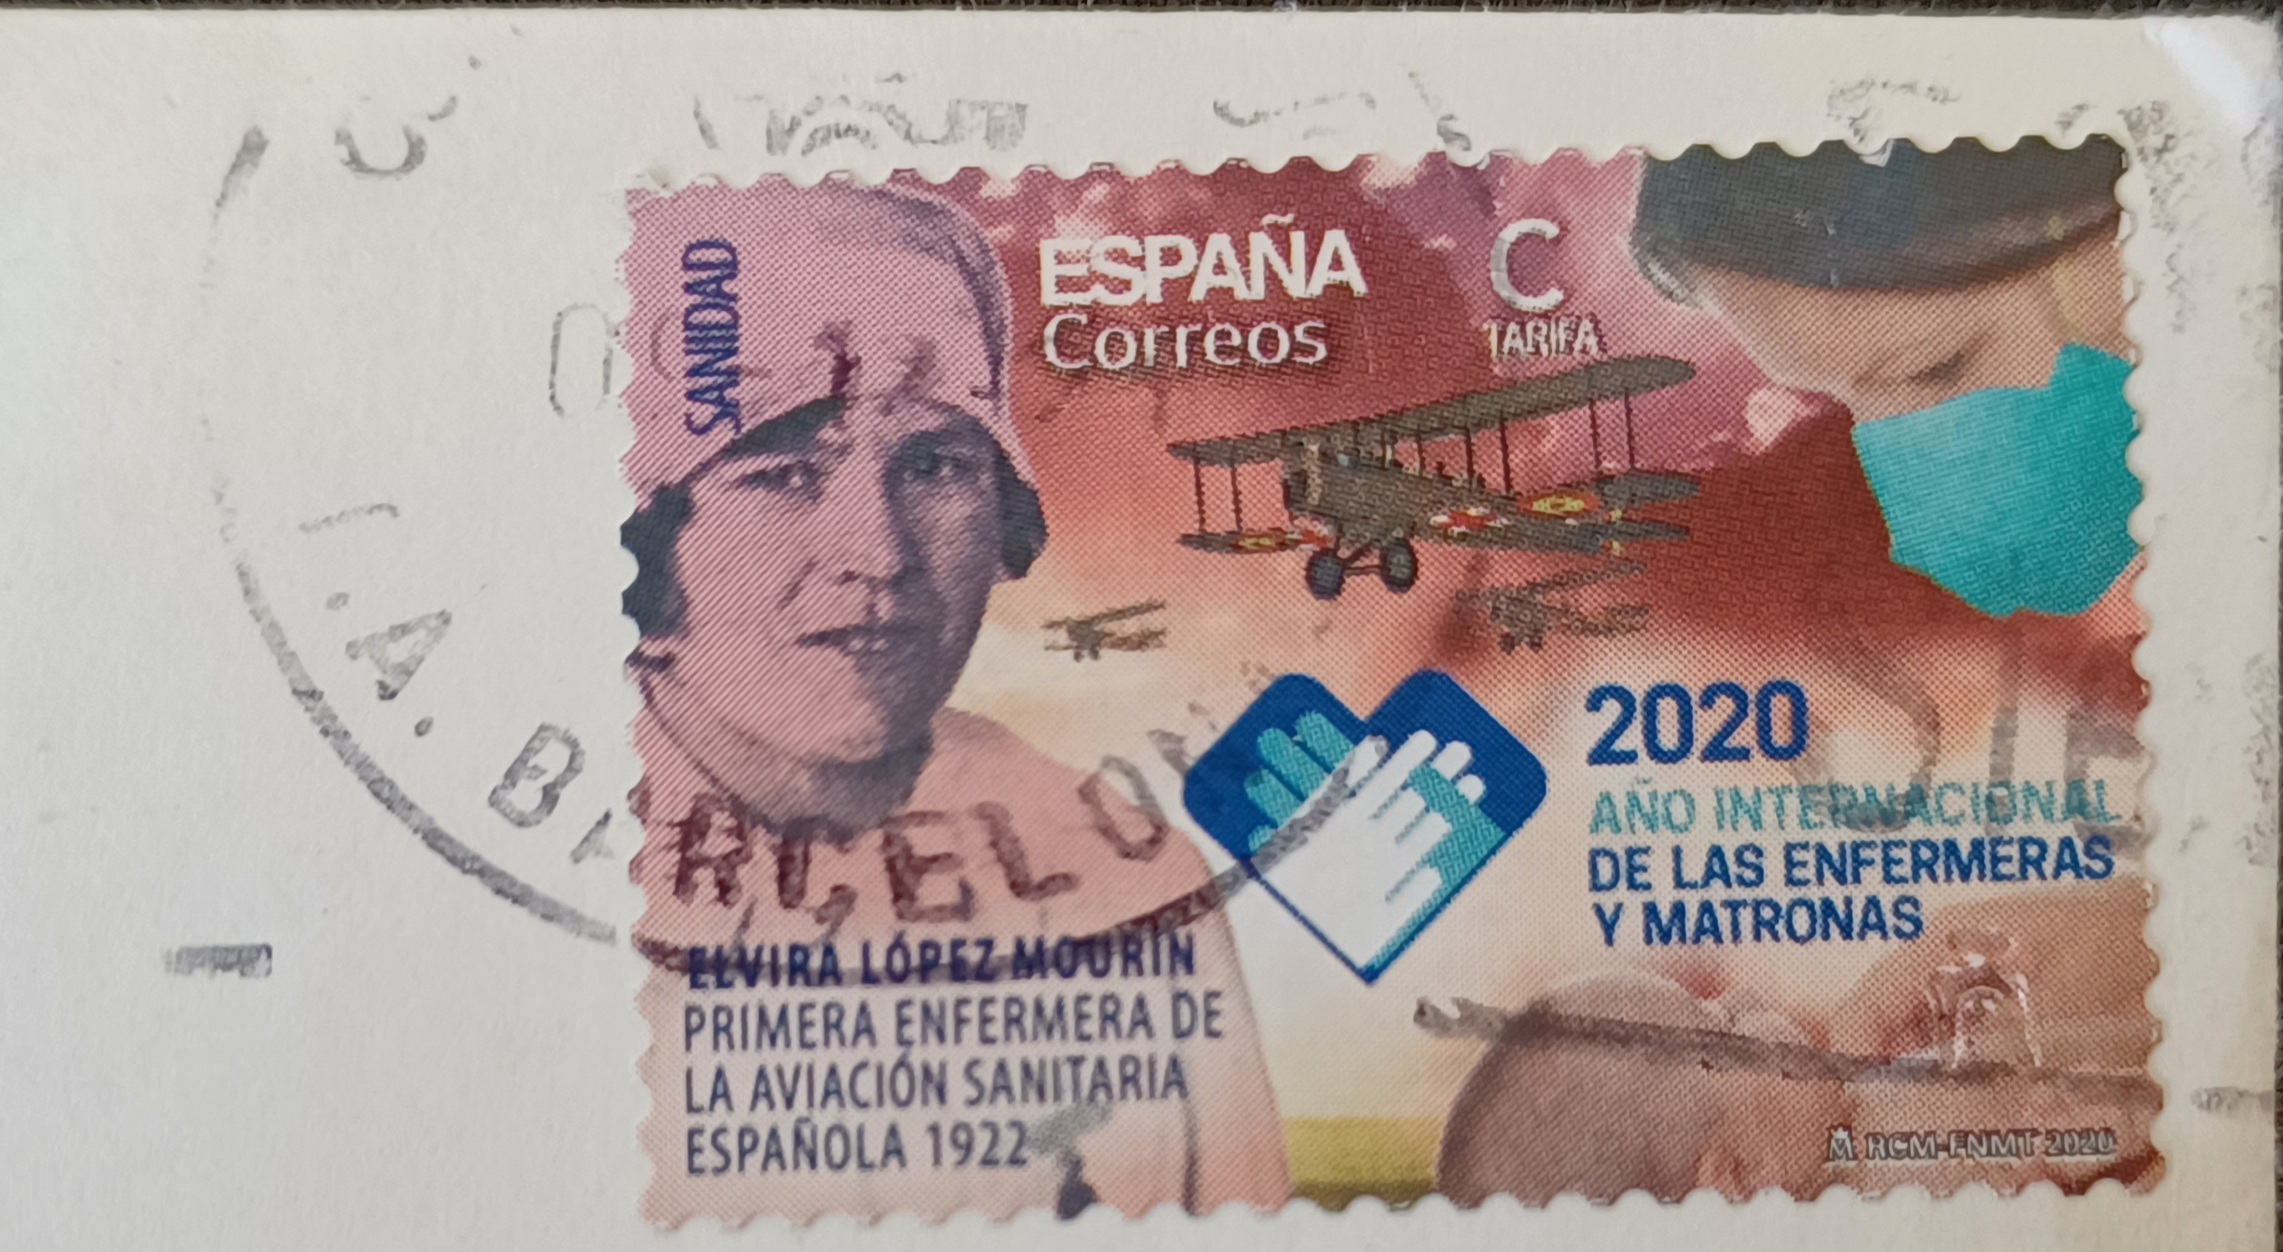 SANIDAD
ESPAÑA
Correos
C
TARIFA
2020
AÑO INTERNACIONAL
DE LAS ENFERMERAS
Y MATRONAS
ELVIRA LÓPEZ MOURÍN
PRIMERA ENFERMERA DE
LA AVIACIÓN SANITARIA
ESPAÑOLA 1922
RCM-FNMT 2020
.A. BARCELON